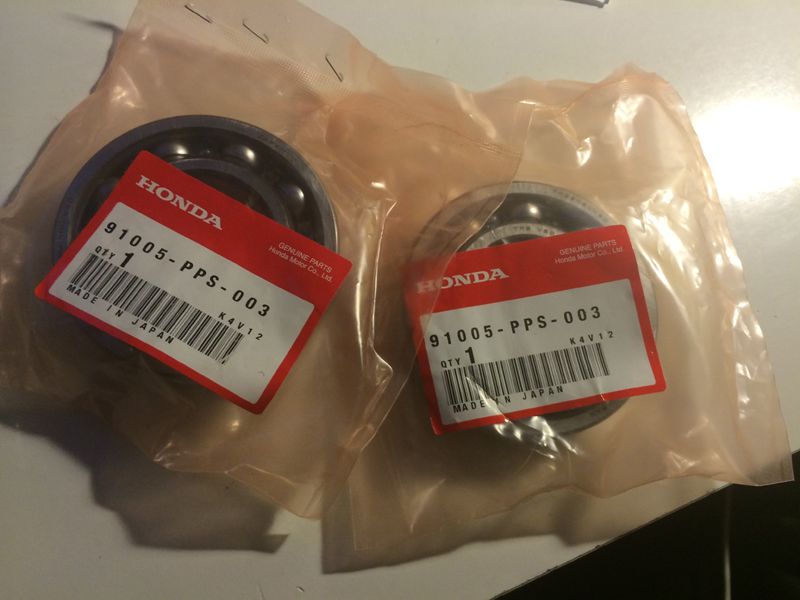 HONDA
GENUINE PARTS
Honda Motor Co., Ltd.
91005-PPS-003
QTY 1
K4V12
MADE IN JAPAN
HONDA
GENUINE PARTS
Honda Motor Co., Ltd.
91005-PPS-003
QTY 1
K4V12
MADE IN JAPAN